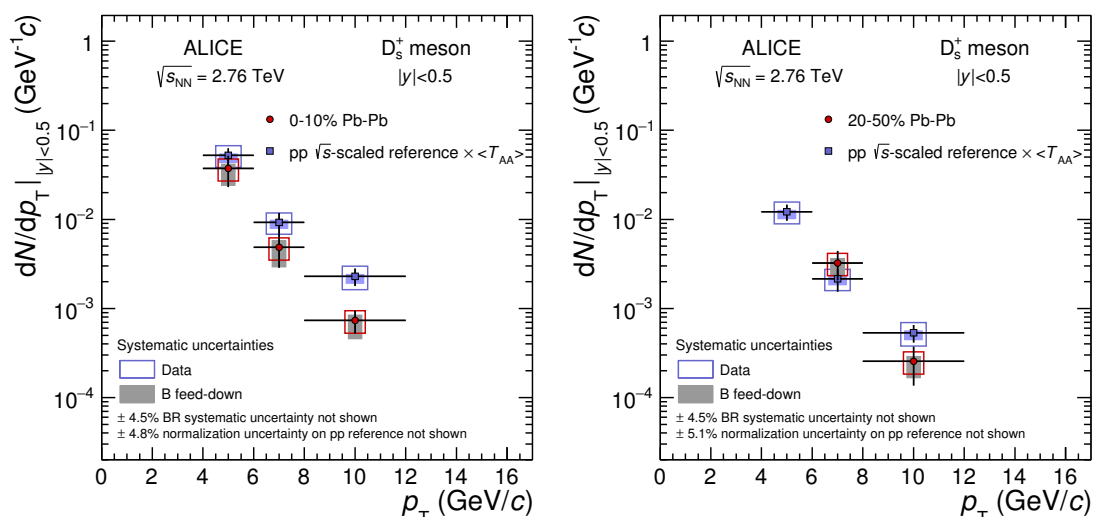 dN/dp_T|_|y|<0.5 (GeV⁻¹c)
1
10⁻¹
10⁻²
10⁻³
10⁻⁴
ALICE
D_s⁺ meson
√s_NN = 2.76 TeV
|y|<0.5
0-10% Pb-Pb
pp √s-scaled reference × <T_AA>
Systematic uncertainties
Data
B feed-down
± 4.5% BR systematic uncertainty not shown
± 4.8% normalization uncertainty on pp reference not shown
0 2 4 6 8 10 12 14 16
p_T (GeV/c)
dN/dp_T|_|y|<0.5 (GeV⁻¹c)
1
10⁻¹
10⁻²
10⁻³
10⁻⁴
ALICE
D_s⁺ meson
√s_NN = 2.76 TeV
|y|<0.5
20-50% Pb-Pb
pp √s-scaled reference × <T_AA>
Systematic uncertainties
Data
B feed-down
± 4.5% BR systematic uncertainty not shown
± 5.1% normalization uncertainty on pp reference not shown
0 2 4 6 8 10 12 14 16
p_T (GeV/c)